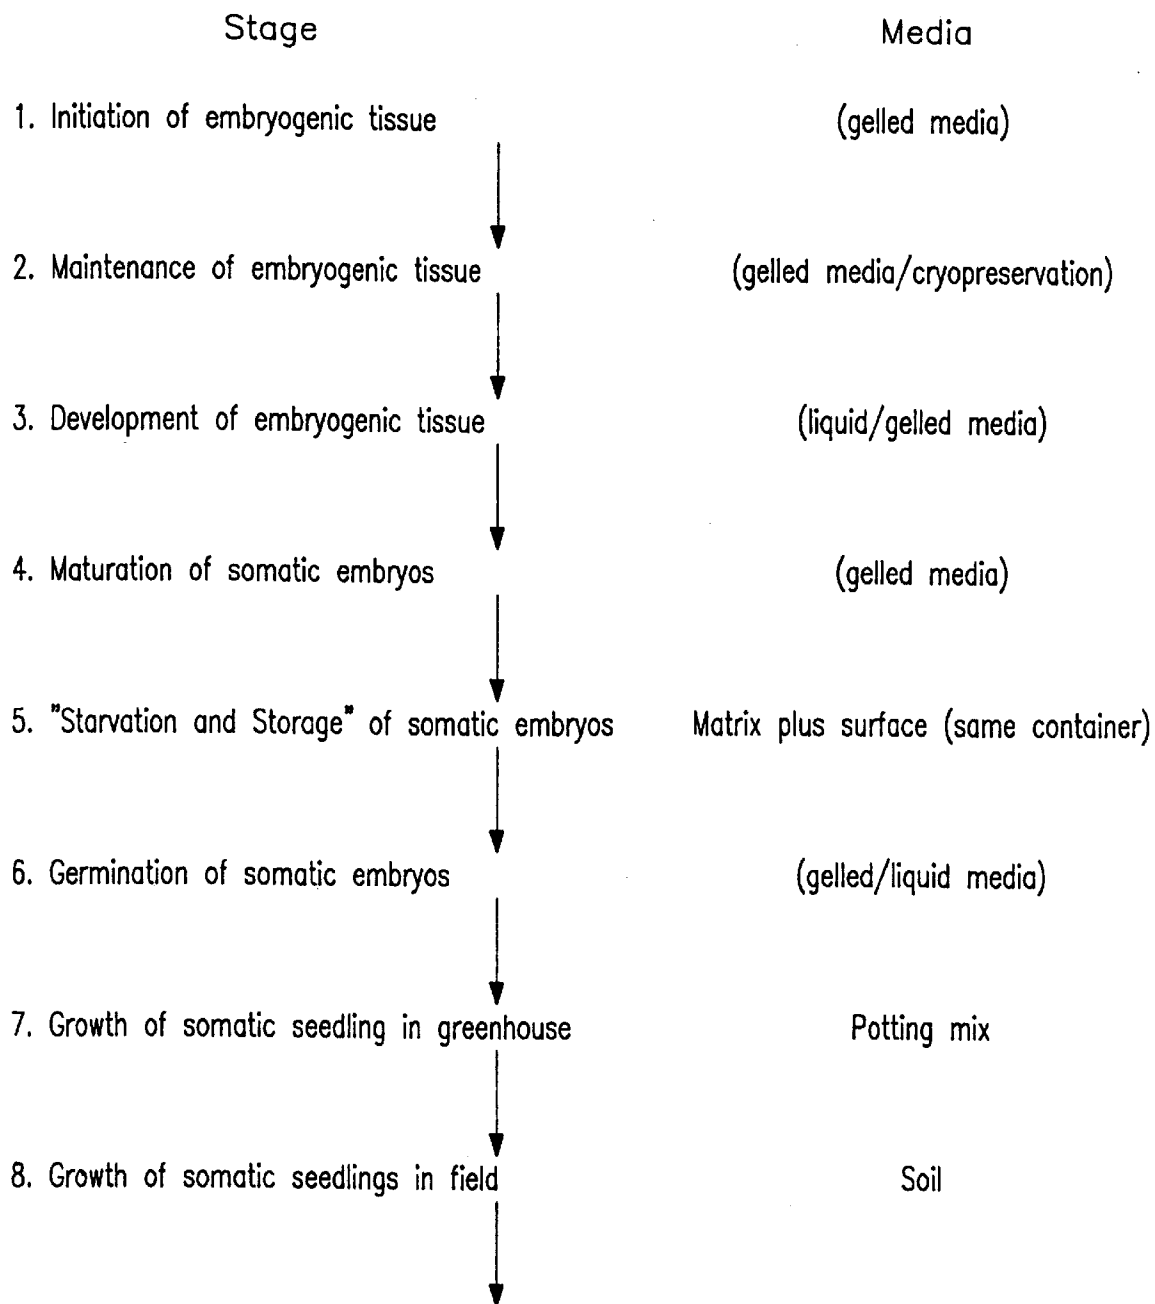 Stage Media
1. Initiation of embryogenic tissue (gelled media)
2. Maintenance of embryogenic tissue (gelled media/cryopreservation)
3. Development of embryogenic tissue (liquid/gelled media)
4. Maturation of somatic embryos (gelled media)
5. "Starvation and Storage" of somatic embryos Matrix plus surface (same container)
6. Germination of somatic embryos (gelled/liquid media)
7. Growth of somatic seedling in greenhouse Potting mix
8. Growth of somatic seedlings in field Soil